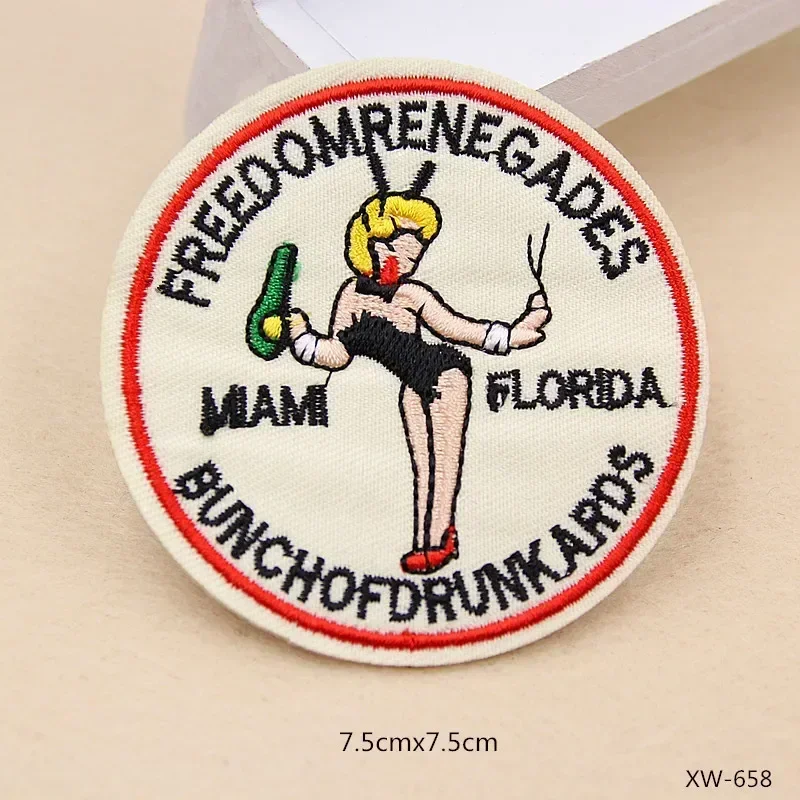 FREEDOMRENEGADES
MIAMI FLORIDA
BUNCHOFDRUNKARDS
7.5cmx7.5cm
XW-658